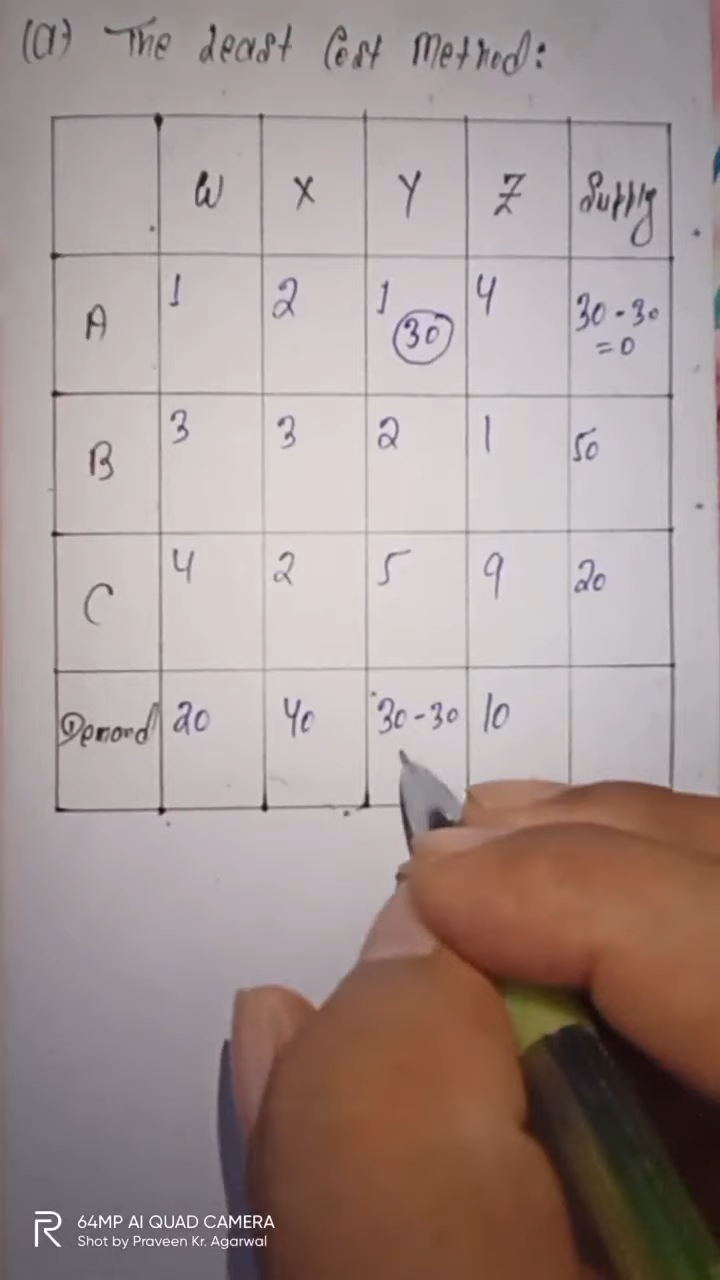 (a) The Least Cost Method:
W X Y Z Supply
A 1 2 1 30 4 30-30 =0
B 3 3 2 1 50
C 4 2 5 9 20
Demand 20 40 30-30 10
R 64MP AI QUAD CAMERA
Shot by Praveen Kr. Agarwal